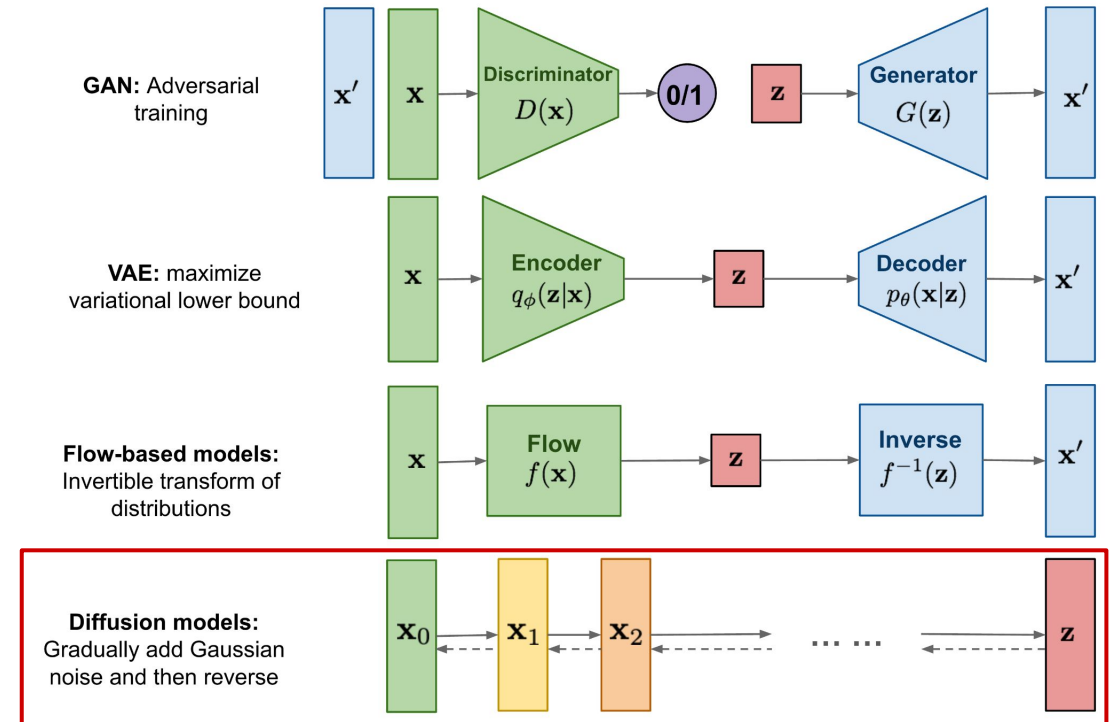 GAN: Adversarial
training
x′
x
Discriminator
D(x)
0/1
z
Generator
G(z)
x′
VAE: maximize
variational lower bound
x
Encoder
qϕ(z|x)
z
Decoder
pθ(x|z)
x′
Flow-based models:
Invertible transform of
distributions
x
Flow
f(x)
z
Inverse
f⁻¹(z)
x′
Diffusion models:
Gradually add Gaussian
noise and then reverse
x₀
x₁
x₂
... ...
z